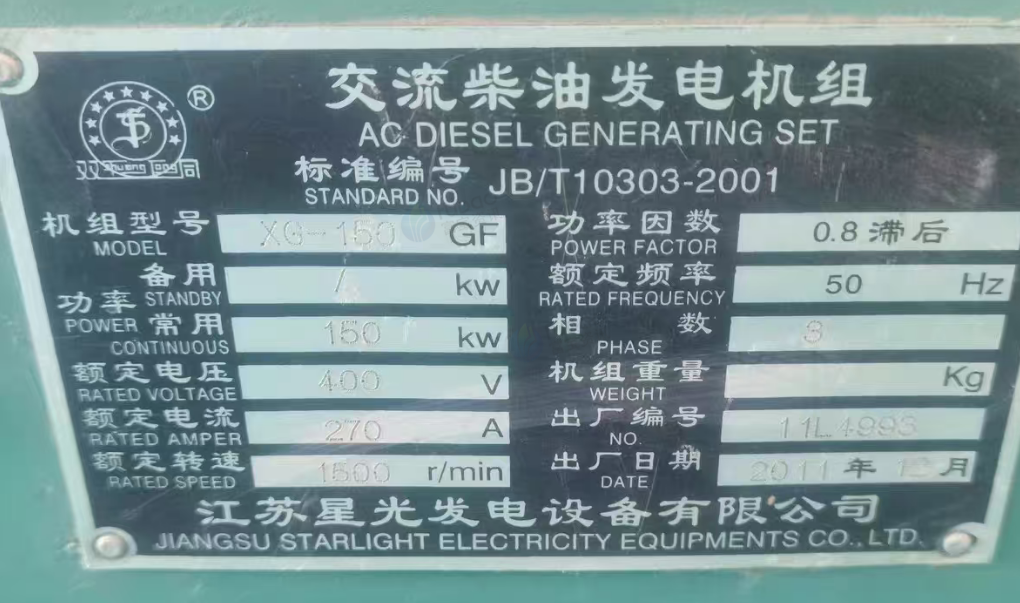 交流柴油发电机组
AC DIESEL GENERATING SET
®
双 Shuang Tong 同
标准编号 JB/T10303-2001
STANDARD NO.
机组型号 XG-150 GF
MODEL
功率因数 0.8 滞后
POWER FACTOR
功率 备用 / kw
POWER STANDBY
额定频率 50 Hz
RATED FREQUENCY
常用 150 kw
CONTINUOUS
相数 3
PHASE
额定电压 400 V
RATED VOLTAGE
机组重量 Kg
WEIGHT
额定电流 270 A
RATED AMPER
出厂编号 11L4993
NO.
额定转速 1500 r/min
RATED SPEED
出厂日期 2011 年 12 月
DATE
江苏星光发电设备有限公司
JIANGSU STARLIGHT ELECTRICITY EQUIPMENTS CO., LTD.